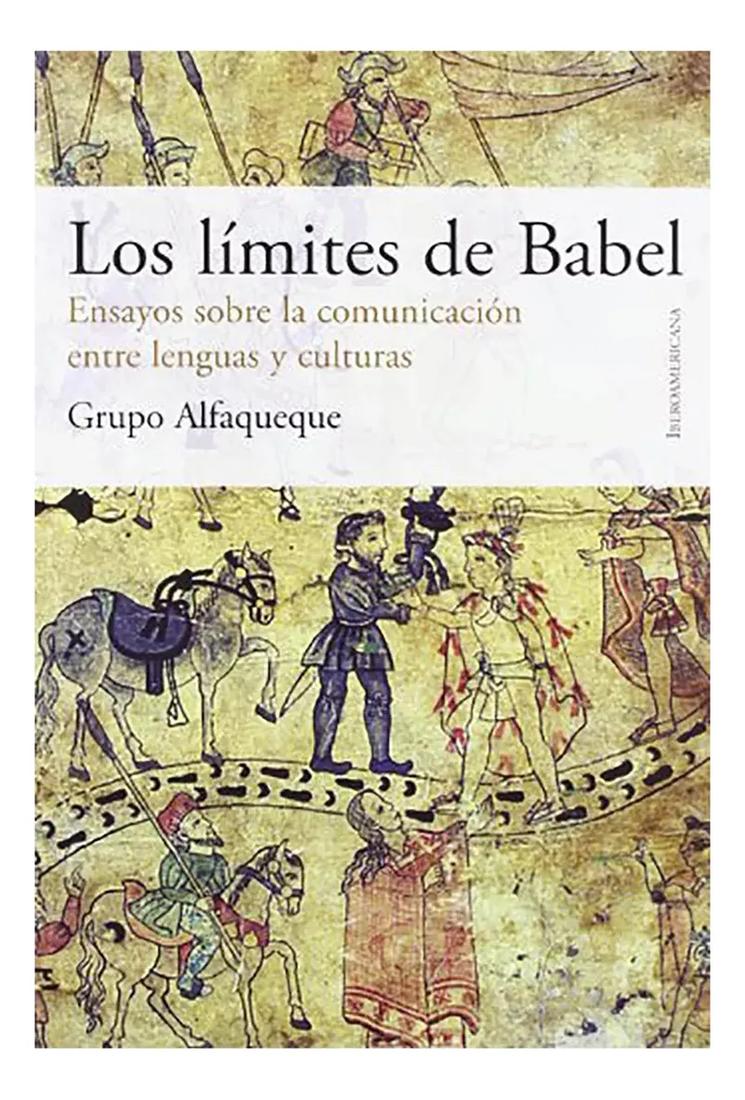 Los límites de Babel
Ensayos sobre la comunicación
entre lenguas y culturas
Grupo Alfaqueque
IBEROAMERICANA